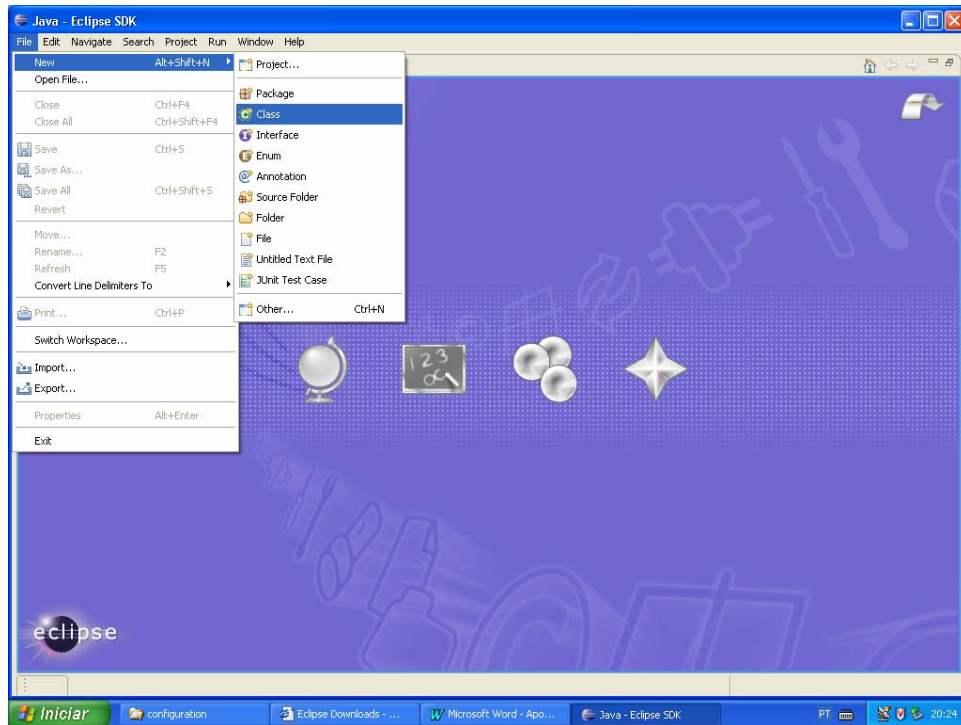 Java - Eclipse SDK
File Edit Navigate Search Project Run Window Help
New Alt+Shift+N
Open File...
Close Ctrl+F4
Close All Ctrl+Shift+F4
Save Ctrl+S
Save As...
Save All Ctrl+Shift+S
Revert
Move...
Rename... F2
Refresh F5
Convert Line Delimiters To
Print... Ctrl+P
Switch Workspace...
Import...
Export...
Properties Alt+Enter
Exit
Project...
Package
Class
Interface
Enum
Annotation
Source Folder
Folder
File
Untitled Text File
JUnit Test Case
Other... Ctrl+N
123
eclipse
Iniciar configuration Eclipse Downloads - ... Microsoft Word - Apo... Java - Eclipse SDK PT 20:24